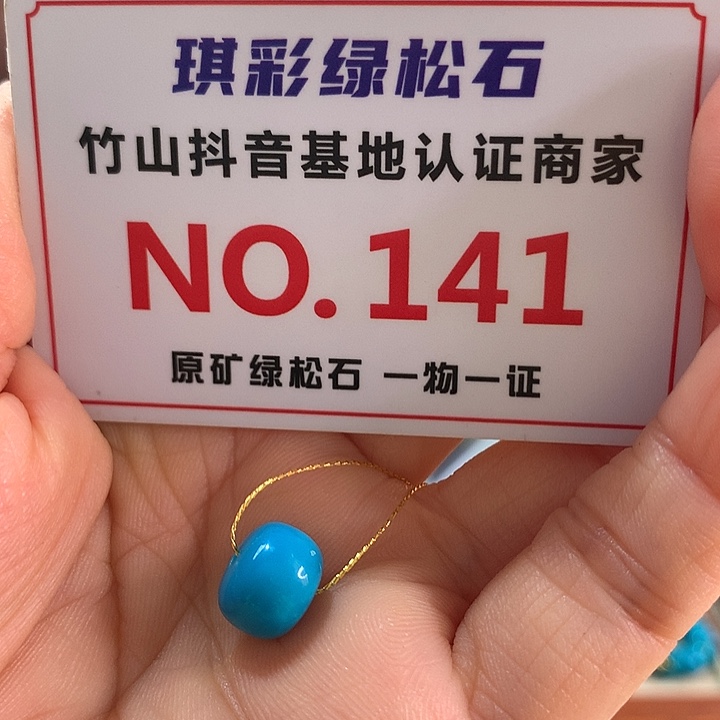 琪彩绿松石
竹山抖音基地认证商家
NO.141
原矿绿松石 一物一证